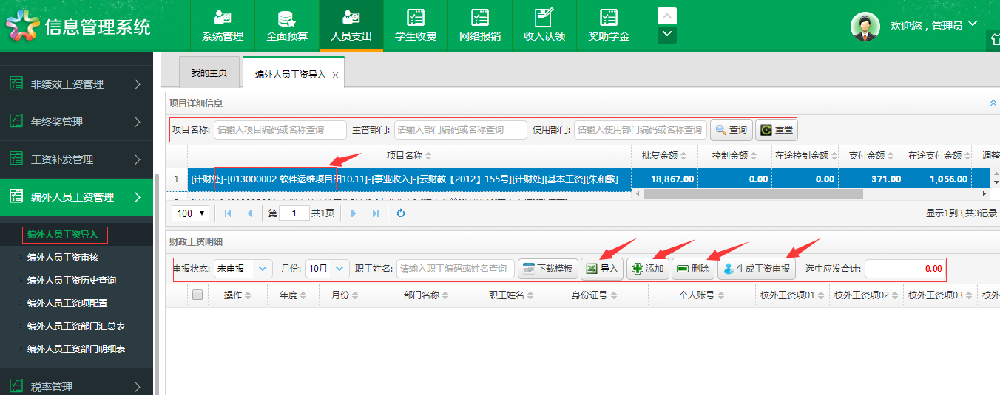 信息管理系统
系统管理
全面预算
人员支出
学生收费
网络报销
收入认领
奖助学金
欢迎您，管理员
非绩效工资管理
年终奖管理
工资补发管理
编外人员工资管理
编外人员工资导入
编外人员工资审核
编外人员工资历史查询
编外人员工资项配置
编外人员工资部门汇总表
编外人员工资部门明细表
税率管理
我的主页
编外人员工资导入
项目详细信息
项目名称: 请输入项目编码或名称查询 主管部门: 请输入部门编码或名称查询 使用部门: 请输入使用部门编码或名称查询 查询 重置
项目名称 批复金额 控制金额 在途控制金额 支付金额 在途支付金额 调整
1 [计财处]-[013000002 软件运维项目田10.11]-[事业收入]-[云财教【2012】155号][计财处][基本工资][朱和歌] 18,867.00 0.00 0.00 371.00 1,056.00
100 第 1 共1页 显示1到3,共3记录
财政工资明细
申报状态: 未申报 月份: 10月 职工姓名: 请输入职工编码或姓名查询 下载模板 导入 添加 删除 生成工资申报 选中应发合计: 0.00
操作 年度 月份 部门名称 职工姓名 身份证号 个人账号 校外工资项01 校外工资项02 校外工资项03 校外